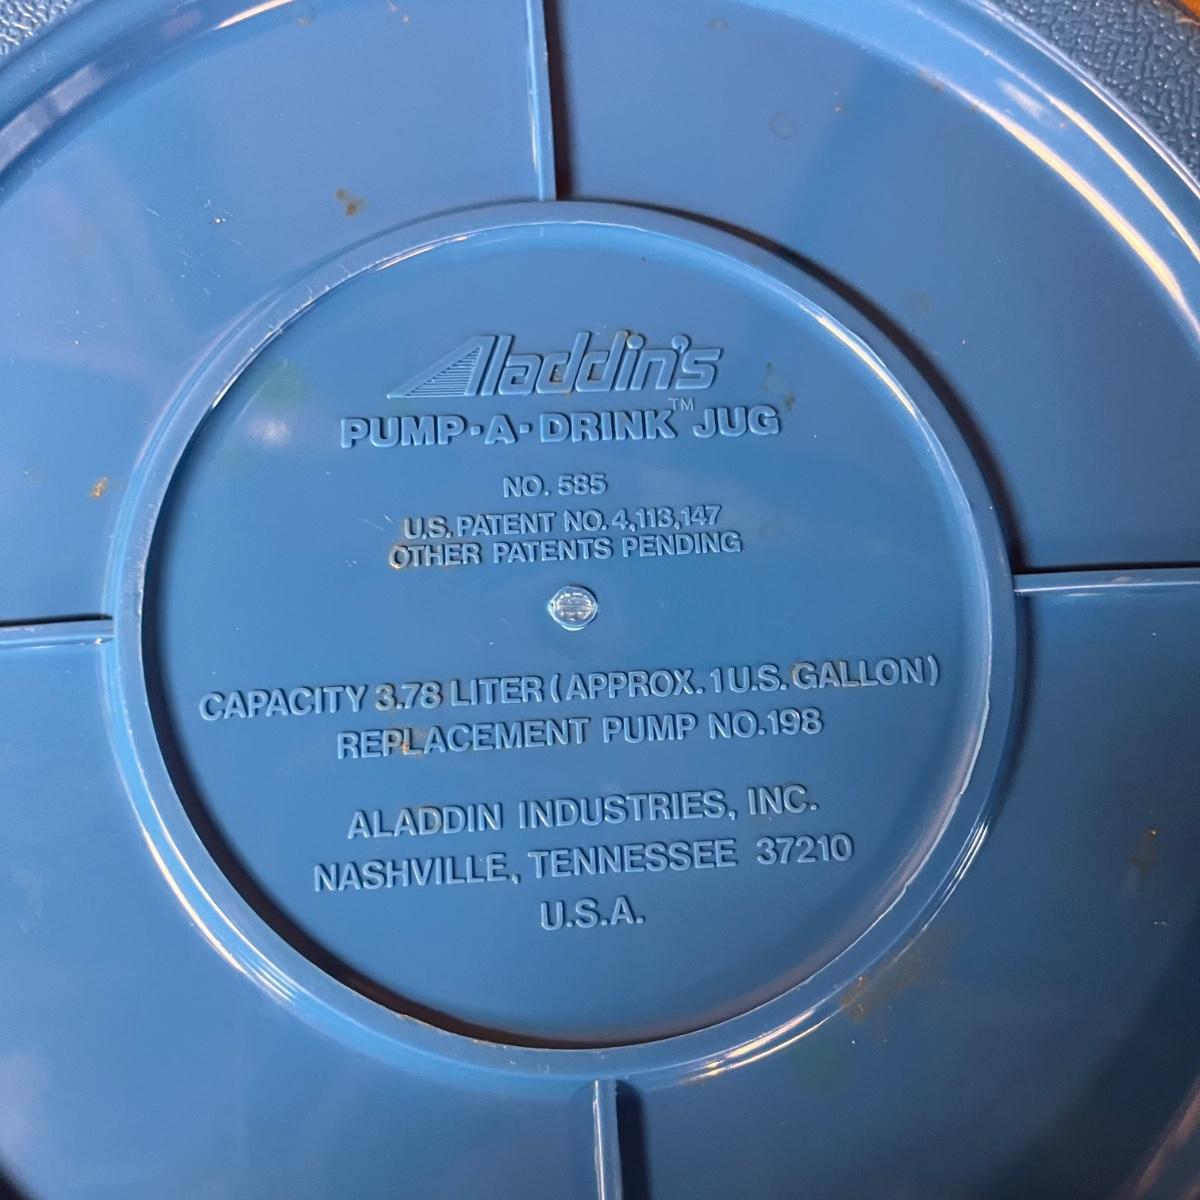 Aladdin's
PUMP·A·DRINK™ JUG
NO. 585
U.S. PATENT NO. 4,113,147
OTHER PATENTS PENDING
CAPACITY 3.78 LITER (APPROX. 1 U.S. GALLON)
REPLACEMENT PUMP NO.198
ALADDIN INDUSTRIES, INC.
NASHVILLE, TENNESSEE 37210
U.S.A.